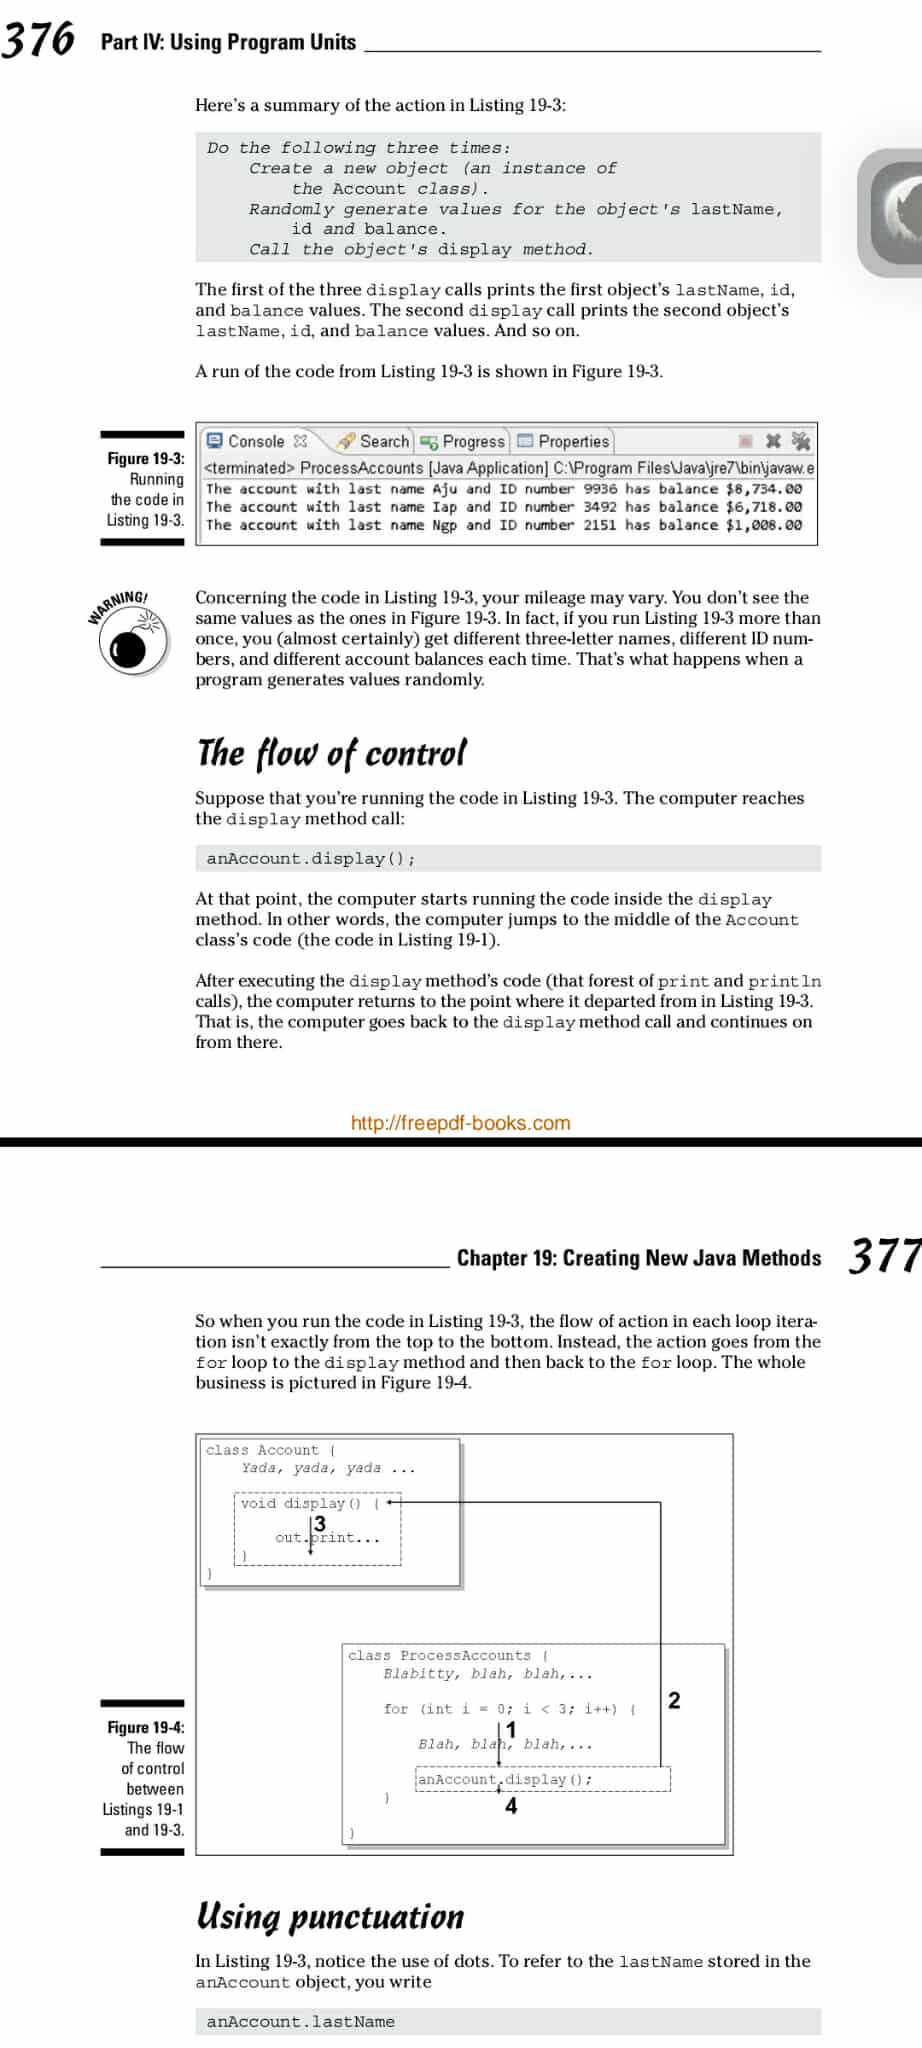 376 Part IV: Using Program Units
Here's a summary of the action in Listing 19-3:
Do the following three times:
Create a new object (an instance of
the Account class).
Randomly generate values for the object's lastName,
id and balance.
Call the object's display method.
The first of the three display calls prints the first object's lastName, id,
and balance values. The second display call prints the second object's
lastName, id, and balance values. And so on.
A run of the code from Listing 19-3 is shown in Figure 19-3.
Figure 19-3:
Running
the code in
Listing 19-3.
Console Search Progress Properties
<terminated> ProcessAccounts [Java Application] C:\Program Files\Java\jre7\bin\javaw.e
The account with last name Aju and ID number 9936 has balance $8,734.00
The account with last name Iap and ID number 3492 has balance $6,718.00
The account with last name Ngp and ID number 2151 has balance $1,008.00
WARNING!
Concerning the code in Listing 19-3, your mileage may vary. You don't see the
same values as the ones in Figure 19-3. In fact, if you run Listing 19-3 more than
once, you (almost certainly) get different three-letter names, different ID num-
bers, and different account balances each time. That's what happens when a
program generates values randomly.
The flow of control
Suppose that you're running the code in Listing 19-3. The computer reaches
the display method call:
anAccount.display();
At that point, the computer starts running the code inside the display
method. In other words, the computer jumps to the middle of the Account
class's code (the code in Listing 19-1).
After executing the display method's code (that forest of print and println
calls), the computer returns to the point where it departed from in Listing 19-3.
That is, the computer goes back to the display method call and continues on
from there.
http://freepdf-books.com
Chapter 19: Creating New Java Methods 377
So when you run the code in Listing 19-3, the flow of action in each loop itera-
tion isn't exactly from the top to the bottom. Instead, the action goes from the
for loop to the display method and then back to the for loop. The whole
business is pictured in Figure 19-4.
class Account {
Yada, yada, yada ...
void display() {
3
out.print...
}
}
class ProcessAccounts {
Blabitty, blah, blah,...
2
for (int i = 0; i < 3; i++) {
1
Blah, blah, blah,...
anAccount.display();
}
4
}
Figure 19-4:
The flow
of control
between
Listings 19-1
and 19-3.
Using punctuation
In Listing 19-3, notice the use of dots. To refer to the lastName stored in the
anAccount object, you write
anAccount.lastName